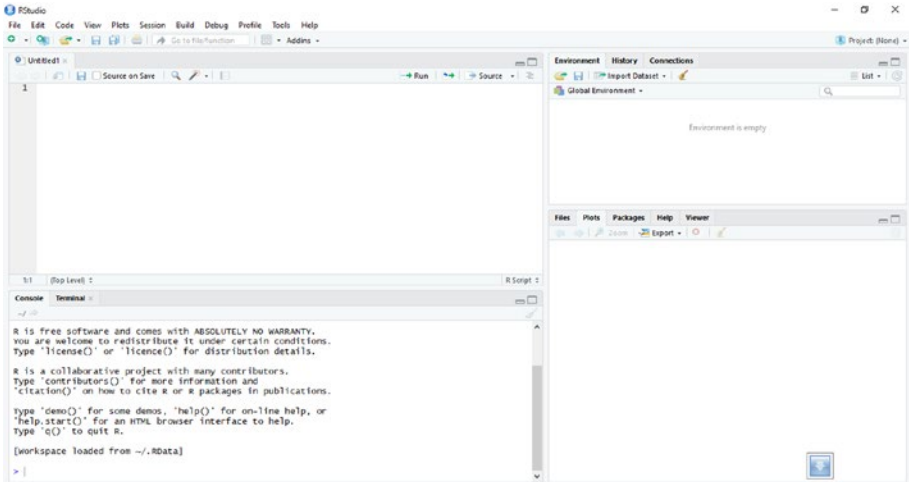 RStudio
File Edit Code View Plots Session Build Debug Profile Tools Help
Go to file/function Addins Project: (None)
Untitled1
Source on Save Run Source
1
1:1 (Top Level) R Script
Console Terminal
~/
R is free software and comes with ABSOLUTELY NO WARRANTY.
You are welcome to redistribute it under certain conditions.
Type 'license()' or 'licence()' for distribution details.
R is a collaborative project with many contributors.
Type 'contributors()' for more information and
'citation()' on how to cite R or R packages in publications.
Type 'demo()' for some demos, 'help()' for on-line help, or
'help.start()' for an HTML browser interface to help.
Type 'q()' to quit R.
[Workspace loaded from ~/.RData]
>
Environment History Connections
Import Dataset List
Global Environment
Environment is empty
Files Plots Packages Help Viewer
Zoom Export